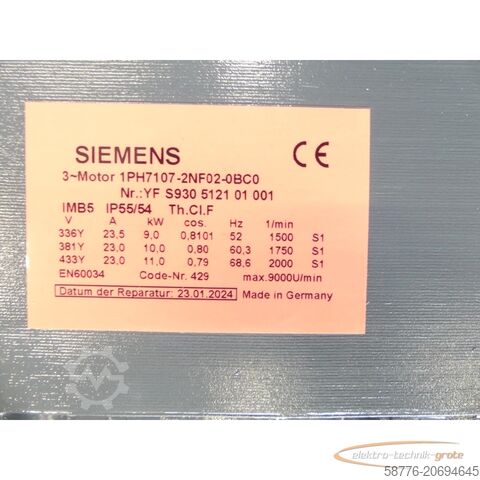 SIEMENS CE
3~Motor 1PH7107-2NF02-0BC0
Nr.:YF S930 5121 01 001
IMB5 IP55/54 Th.Cl.F
V A kW cos. Hz 1/min
336Y 23,5 9,0 0,8101 52 1500 S1
381Y 23,0 10,0 0,80 60,3 1750 S1
433Y 23,0 11,0 0,79 68,6 2000 S1
EN60034 Code-Nr. 429 max.9000U/min
Datum der Reparatur: 23.01.2024 Made in Germany
elektro-technik-grote
58776-20694645